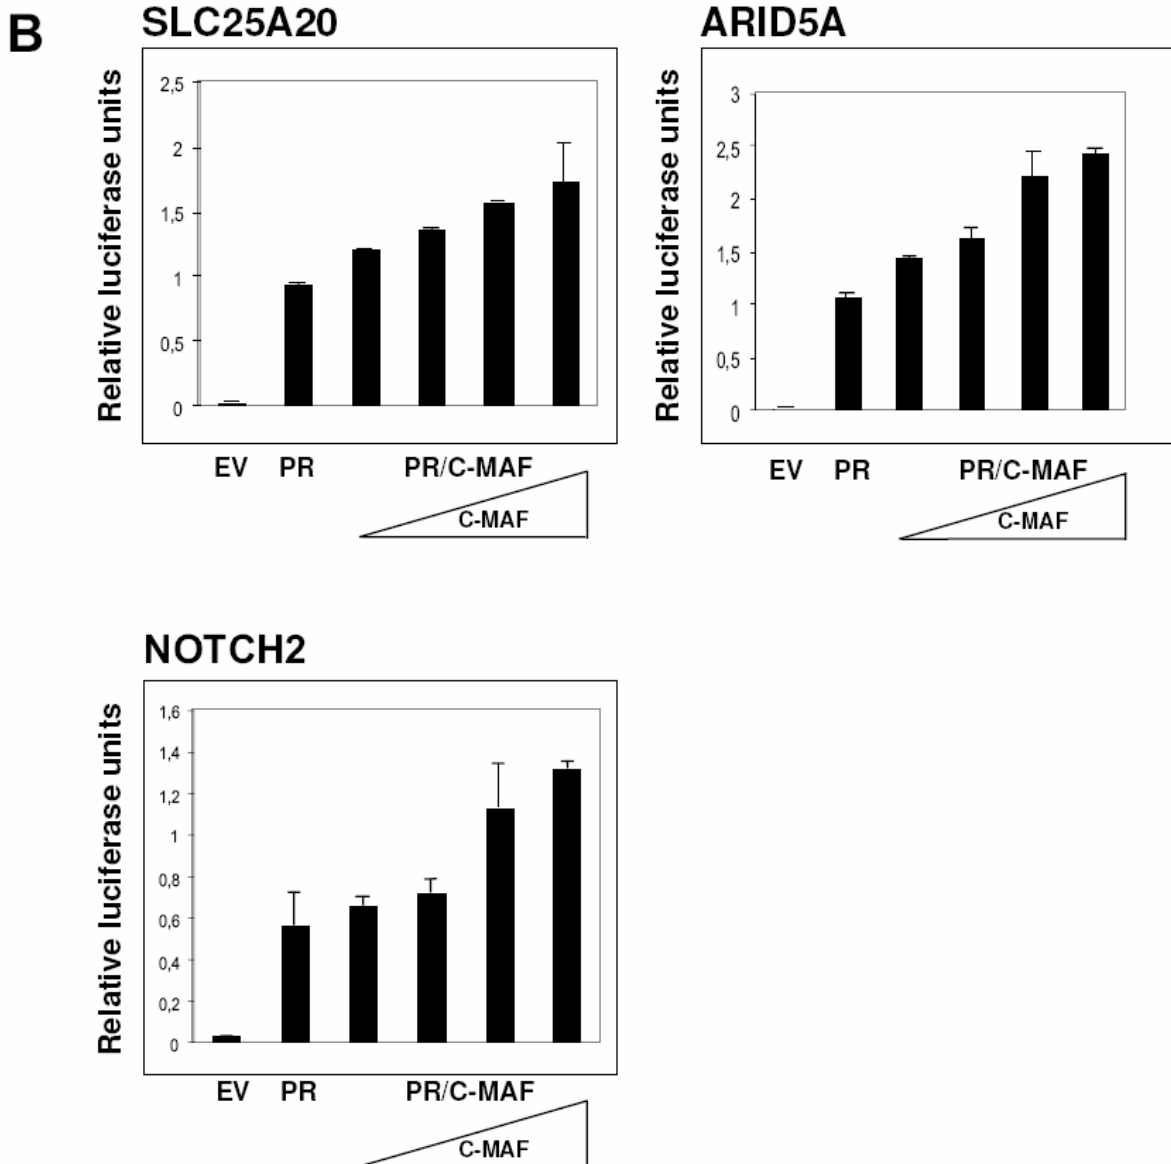 B
SLC25A20
Relative luciferase units
2,5
2
1,5
1
0,5
0
EV PR PR/C-MAF
C-MAF
ARID5A
Relative luciferase units
3
2,5
2
1,5
1
0,5
0
EV PR PR/C-MAF
C-MAF
NOTCH2
Relative luciferase units
1,6
1,4
1,2
1
0,8
0,6
0,4
0,2
0
EV PR PR/C-MAF
C-MAF